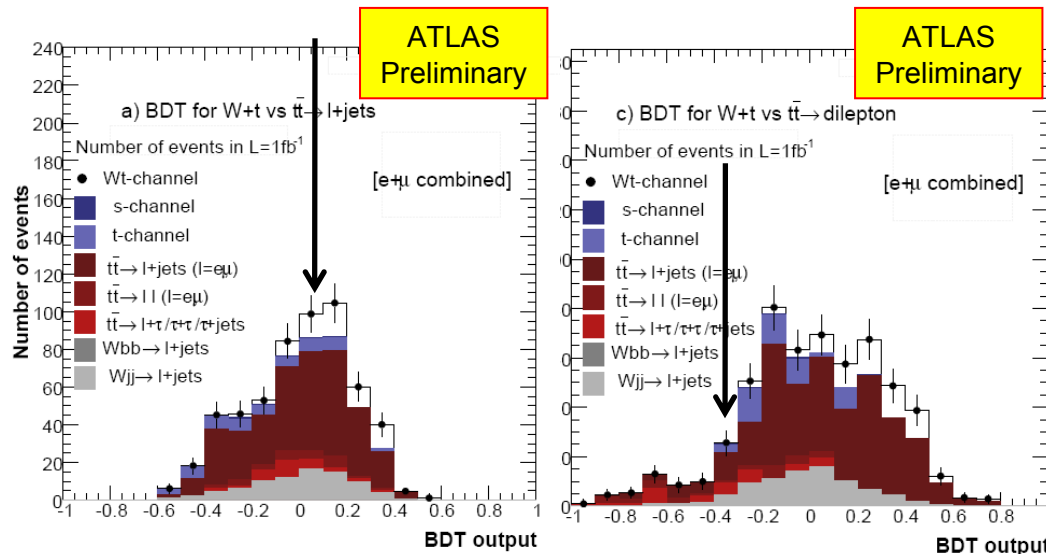 ATLAS
Preliminary
a) BDT for W+t vs tt̄→l+jets
Number of events in L=1fb⁻¹
[e+μ combined]
Wt-channel
s-channel
t-channel
tt̄→ l+jets (l=eμ)
tt̄→ l l (l=eμ)
tt̄→ l+τ/τ+τ/τ+jets
Wbb→ l+jets
Wjj→ l+jets
Number of events
240
220
200
180
160
140
120
100
80
60
40
20
0
-1 -0.8 -0.6 -0.4 -0.2 0 0.2 0.4 0.6 0.8 1
BDT output
ATLAS
Preliminary
c) BDT for W+t vs tt̄→dilepton
Number of events in L=1fb⁻¹
[e+μ combined]
Wt-channel
s-channel
t-channel
tt̄→ l+jets (l=eμ)
tt̄→ l l (l=eμ)
tt̄→ l+τ/τ+τ/τ+jets
Wbb→ l+jets
Wjj→ l+jets
-1 -0.8 -0.6 -0.4 -0.2 0 0.2 0.4 0.6 0.8 1
BDT output